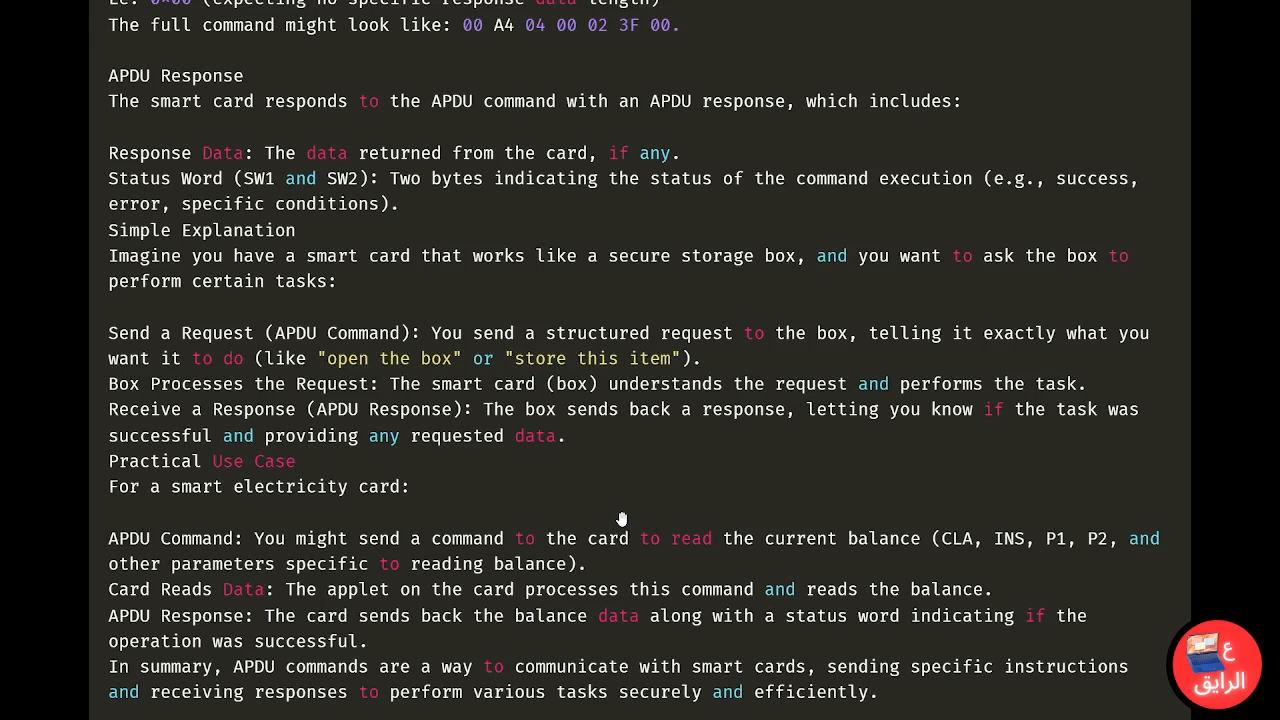 Le: 0x00 (expecting no specific response data length)
The full command might look like: 00 A4 04 00 02 3F 00.
APDU Response
The smart card responds to the APDU command with an APDU response, which includes:
Response Data: The data returned from the card, if any.
Status Word (SW1 and SW2): Two bytes indicating the status of the command execution (e.g., success,
error, specific conditions).
Simple Explanation
Imagine you have a smart card that works like a secure storage box, and you want to ask the box to
perform certain tasks:
Send a Request (APDU Command): You send a structured request to the box, telling it exactly what you
want it to do (like "open the box" or "store this item").
Box Processes the Request: The smart card (box) understands the request and performs the task.
Receive a Response (APDU Response): The box sends back a response, letting you know if the task was
successful and providing any requested data.
Practical Use Case
For a smart electricity card:
APDU Command: You might send a command to the card to read the current balance (CLA, INS, P1, P2, and
other parameters specific to reading balance).
Card Reads Data: The applet on the card processes this command and reads the balance.
APDU Response: The card sends back the balance data along with a status word indicating if the
operation was successful.
In summary, APDU commands are a way to communicate with smart cards, sending specific instructions
and receiving responses to perform various tasks securely and efficiently.
ع
الرايق